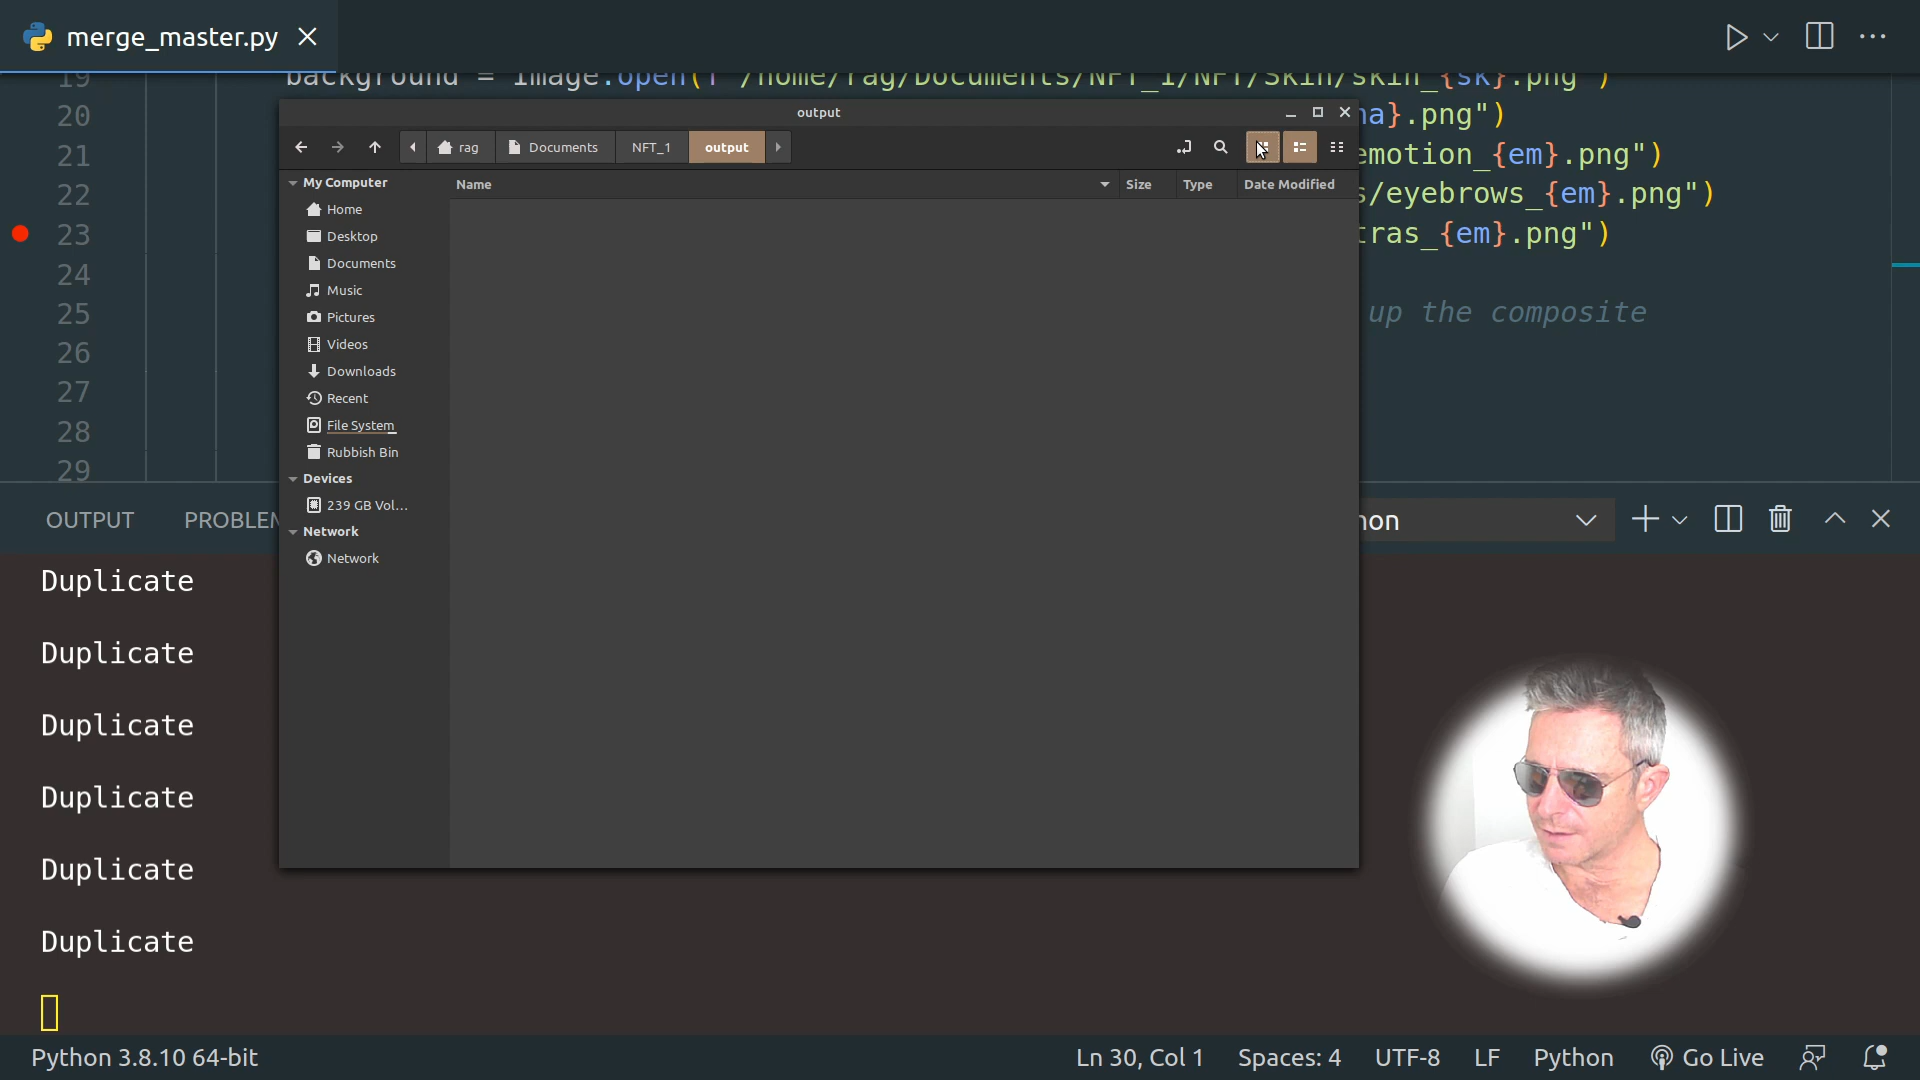 merge_master.py
19 background = Image.open(f"/home/rag/Documents/NFT_1/NFT/Skin/skin_{sk}.png")
20 na}.png")
21 emotion_{em}.png")
22 s/eyebrows_{em}.png")
23 tras_{em}.png")
24
25 up the composite
26
27
28
29
output
rag Documents NFT_1 output
My Computer
Home
Desktop
Documents
Music
Pictures
Videos
Downloads
Recent
File System
Rubbish Bin
Devices
239 GB Vol...
Network
Network
Name Size Type Date Modified
OUTPUT PROBLEM hon
Duplicate
Duplicate
Duplicate
Duplicate
Duplicate
Duplicate
Python 3.8.10 64-bit Ln 30, Col 1 Spaces: 4 UTF-8 LF Python Go Live